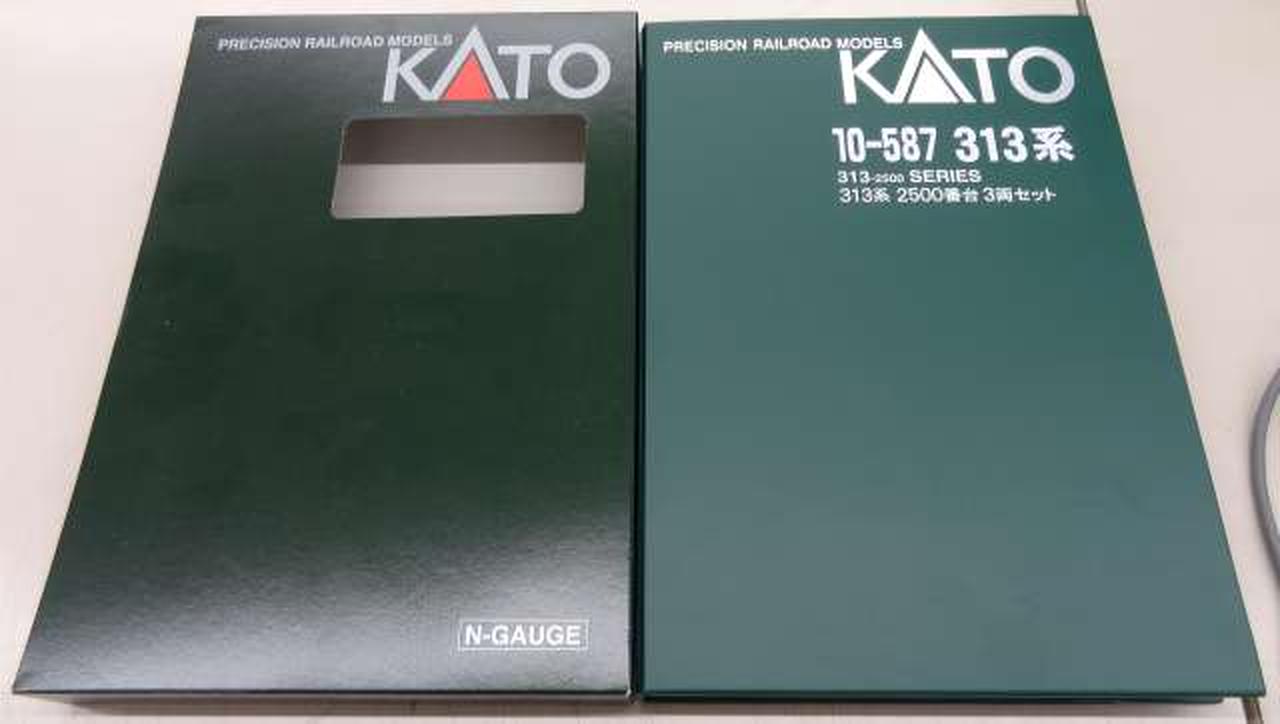 PRECISION RAILROAD MODELS
KATO
N-GAUGE
PRECISION RAILROAD MODELS
KATO
10-587 313系
313-2500 SERIES
313系 2500番台 3両セット